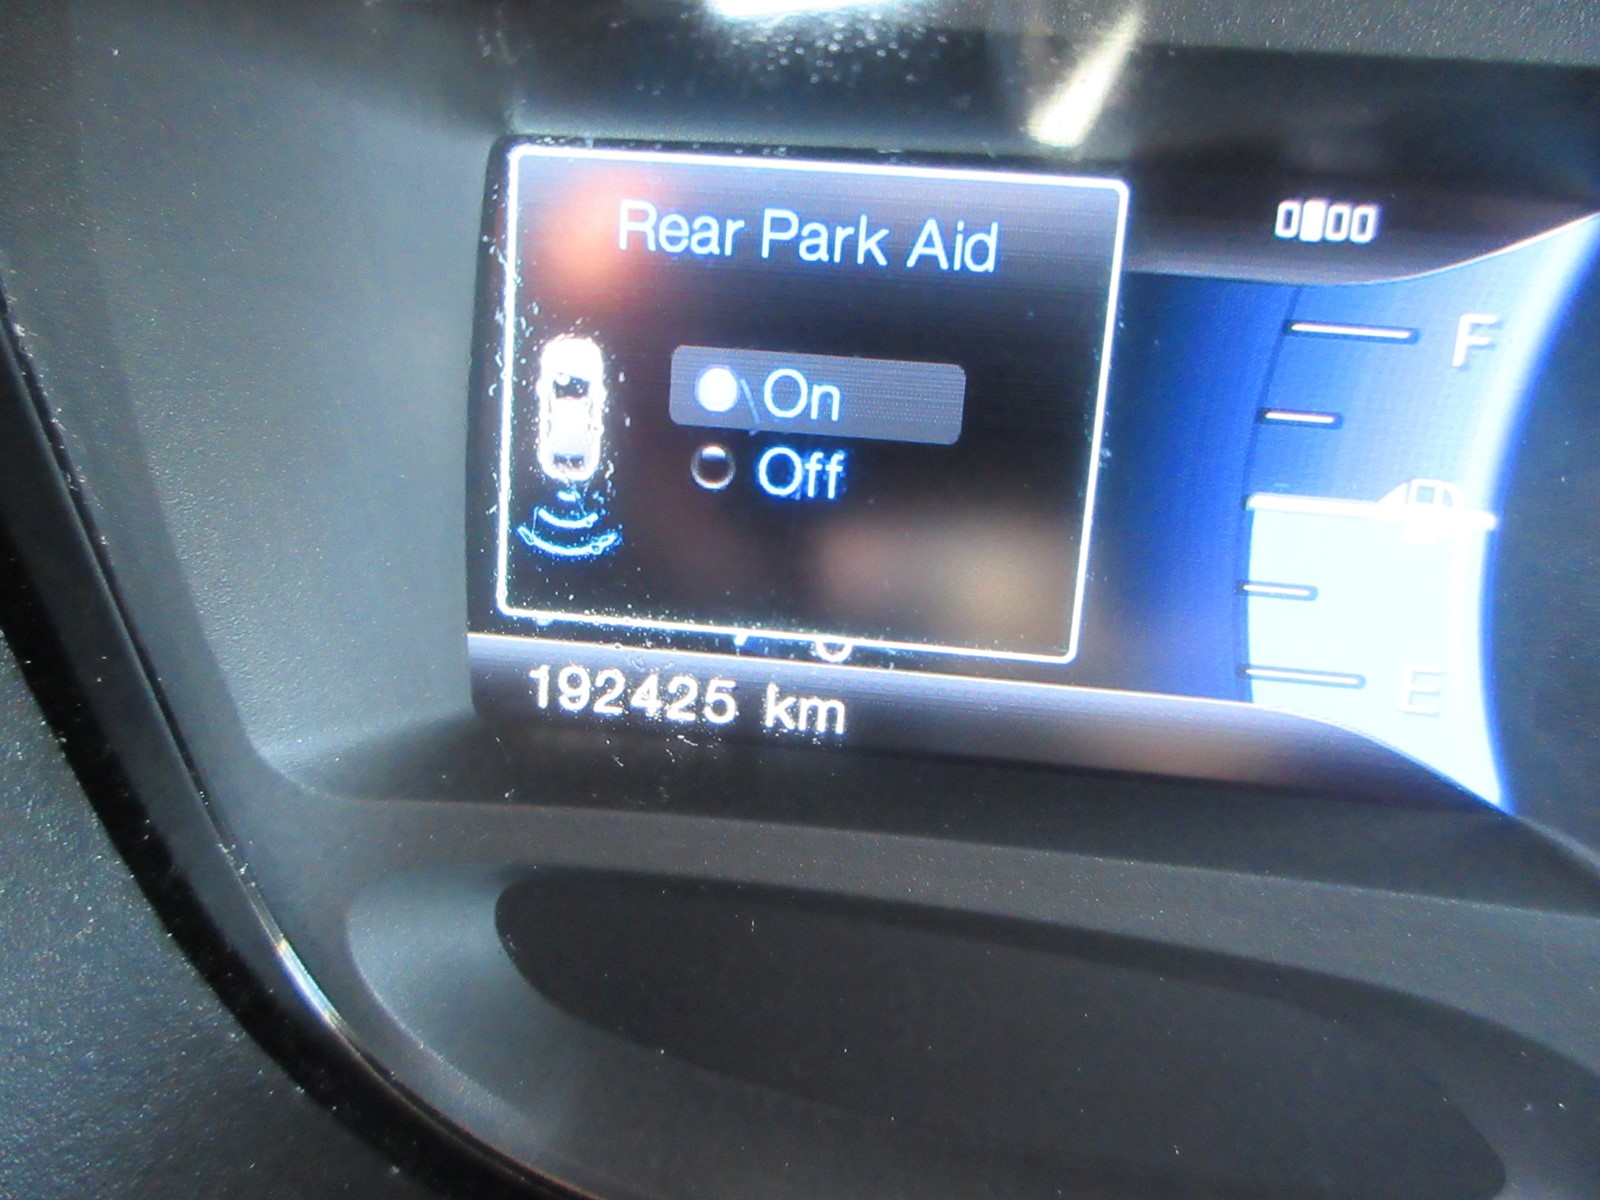 Rear Park Aid
On
Off
192425 km
F
E